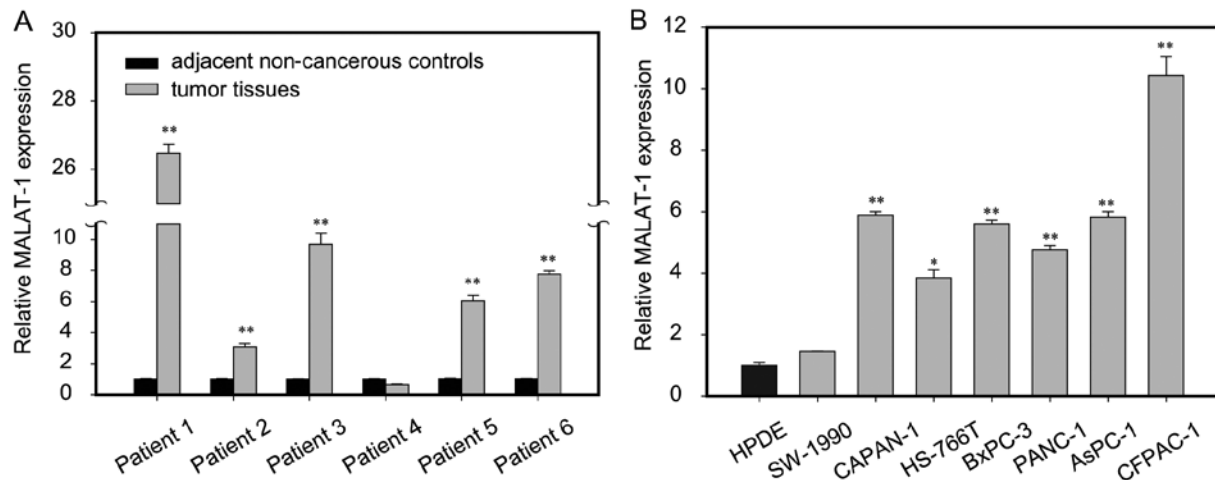 A
Relative MALAT-1 expression
30
26
10
8
6
4
2
0
adjacent non-cancerous controls
tumor tissues
**
**
**
**
**
Patient 1
Patient 2
Patient 3
Patient 4
Patient 5
Patient 6
B
Relative MALAT-1 expression
12
10
8
6
4
2
0
**
*
**
**
**
**
HPDE
SW-1990
CAPAN-1
HS-766T
BxPC-3
PANC-1
AsPC-1
CFPAC-1